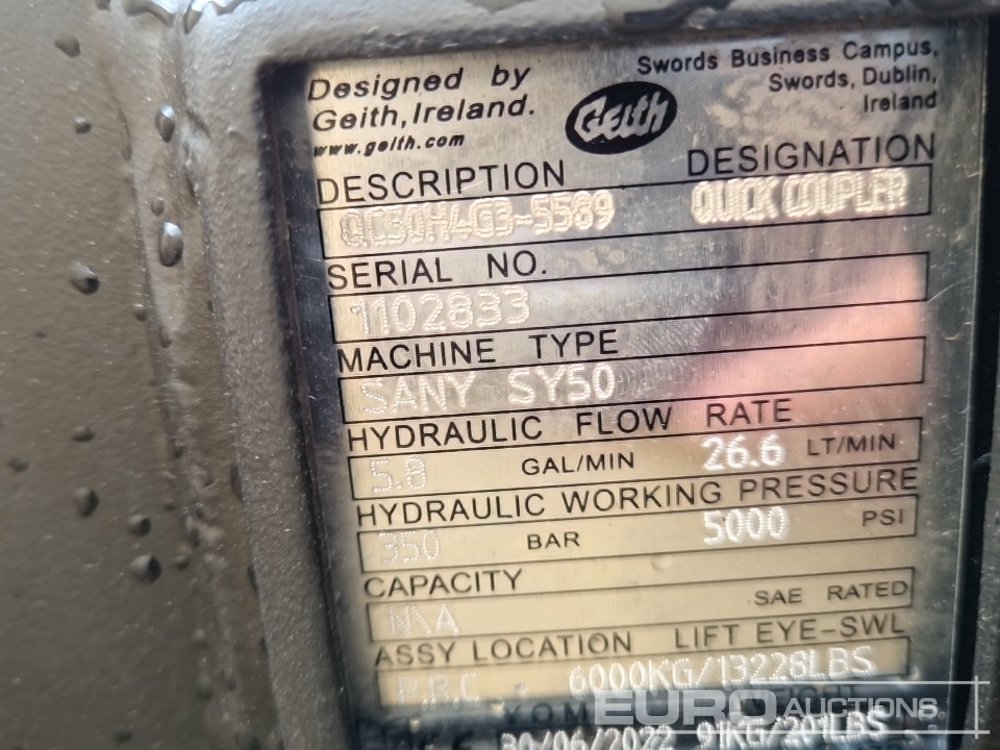 Designed by
Geith, Ireland.
www.geith.com
Geith
Swords Business Campus,
Swords, Dublin,
Ireland
DESCRIPTION DESIGNATION
QC50H4G3-5589 QUICK COUPLER
SERIAL NO.
1102833
MACHINE TYPE
SANY SY50
HYDRAULIC FLOW RATE
5.8 GAL/MIN 26.6 LT/MIN
HYDRAULIC WORKING PRESSURE
350 BAR 5000 PSI
CAPACITY
N\A SAE RATED
ASSY LOCATION LIFT EYE-SWL
P.R.C. 6000KG/13228LBS
Y.O.M WEIGHT
30/06/2022 91KG/201LBS
EURO AUCTIONS